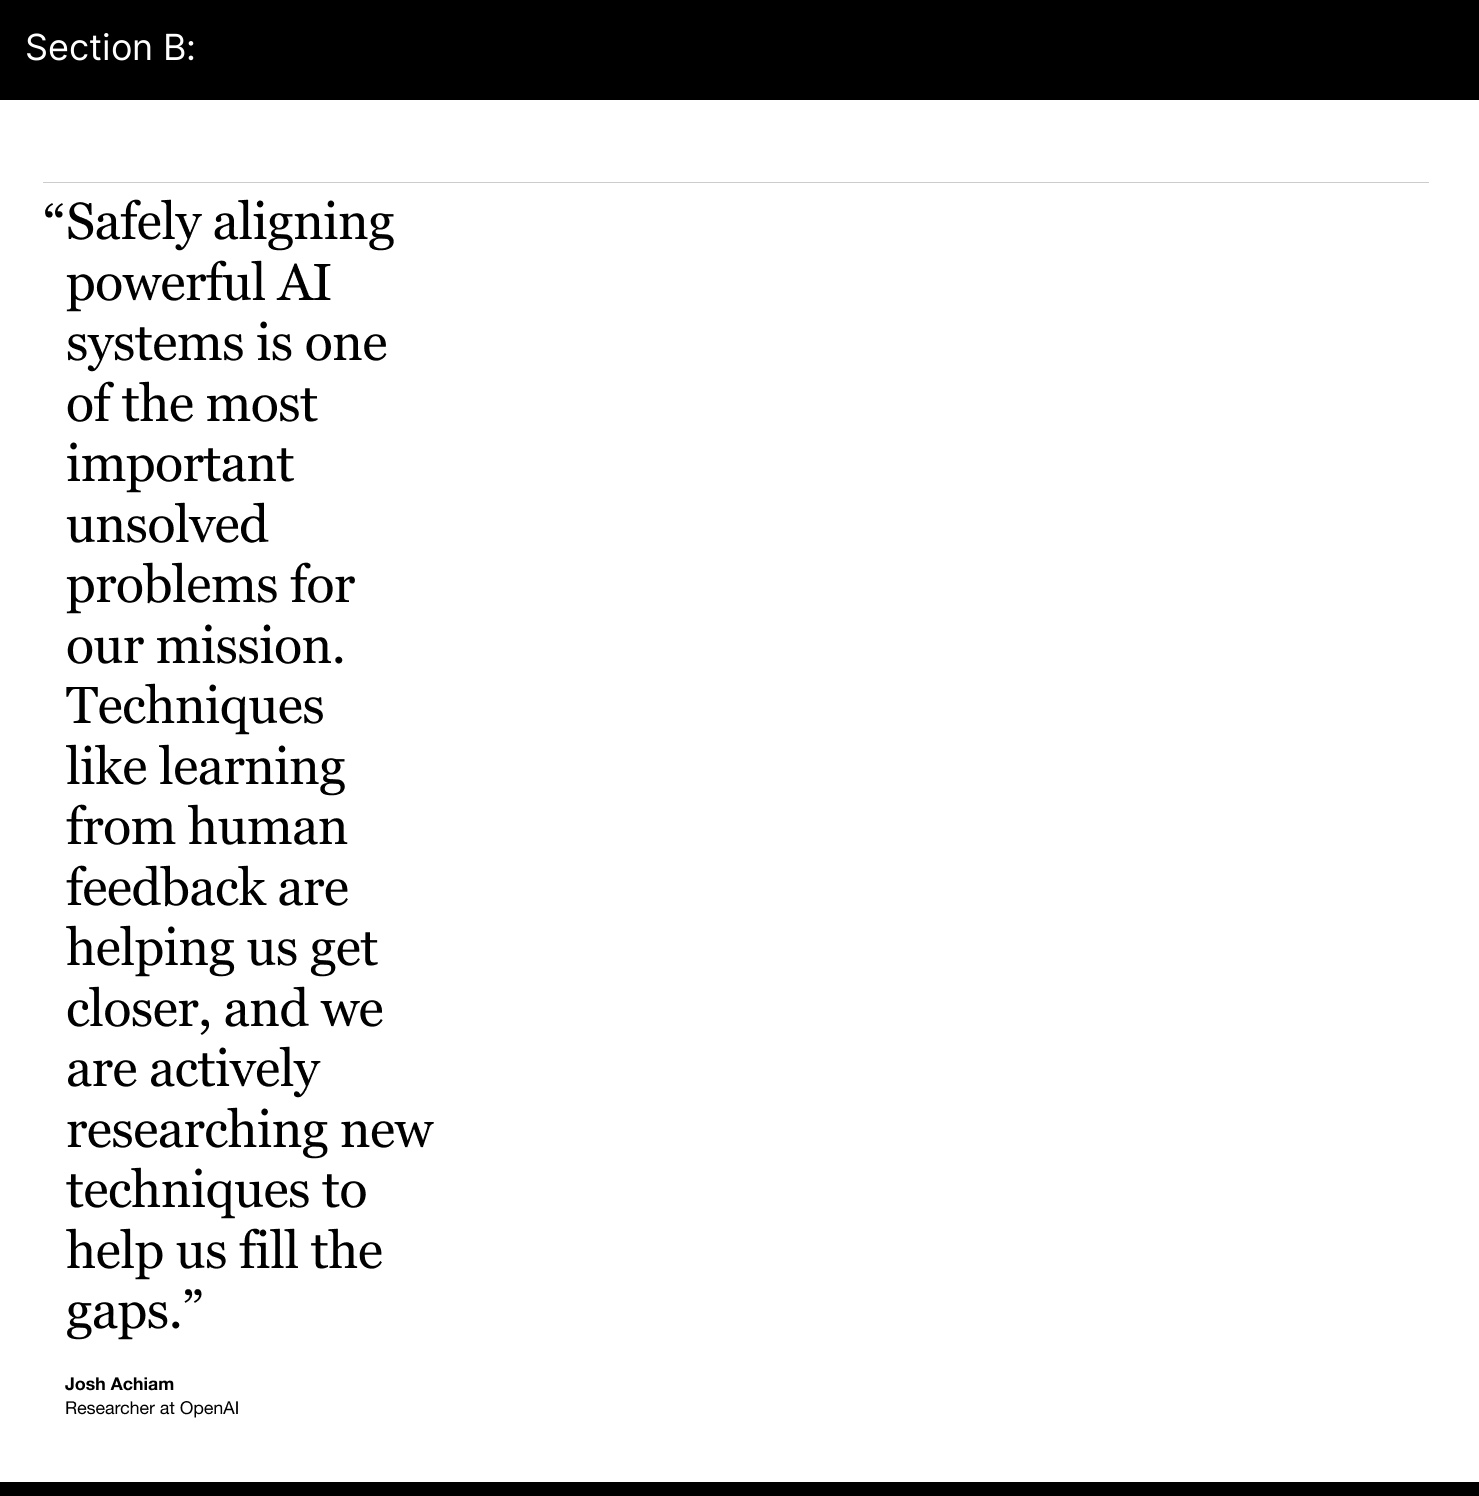 Section B:
“Safely aligning
powerful AI
systems is one
of the most
important
unsolved
problems for
our mission.
Techniques
like learning
from human
feedback are
helping us get
closer, and we
are actively
researching new
techniques to
help us fill the
gaps.”
Josh Achiam
Researcher at OpenAI